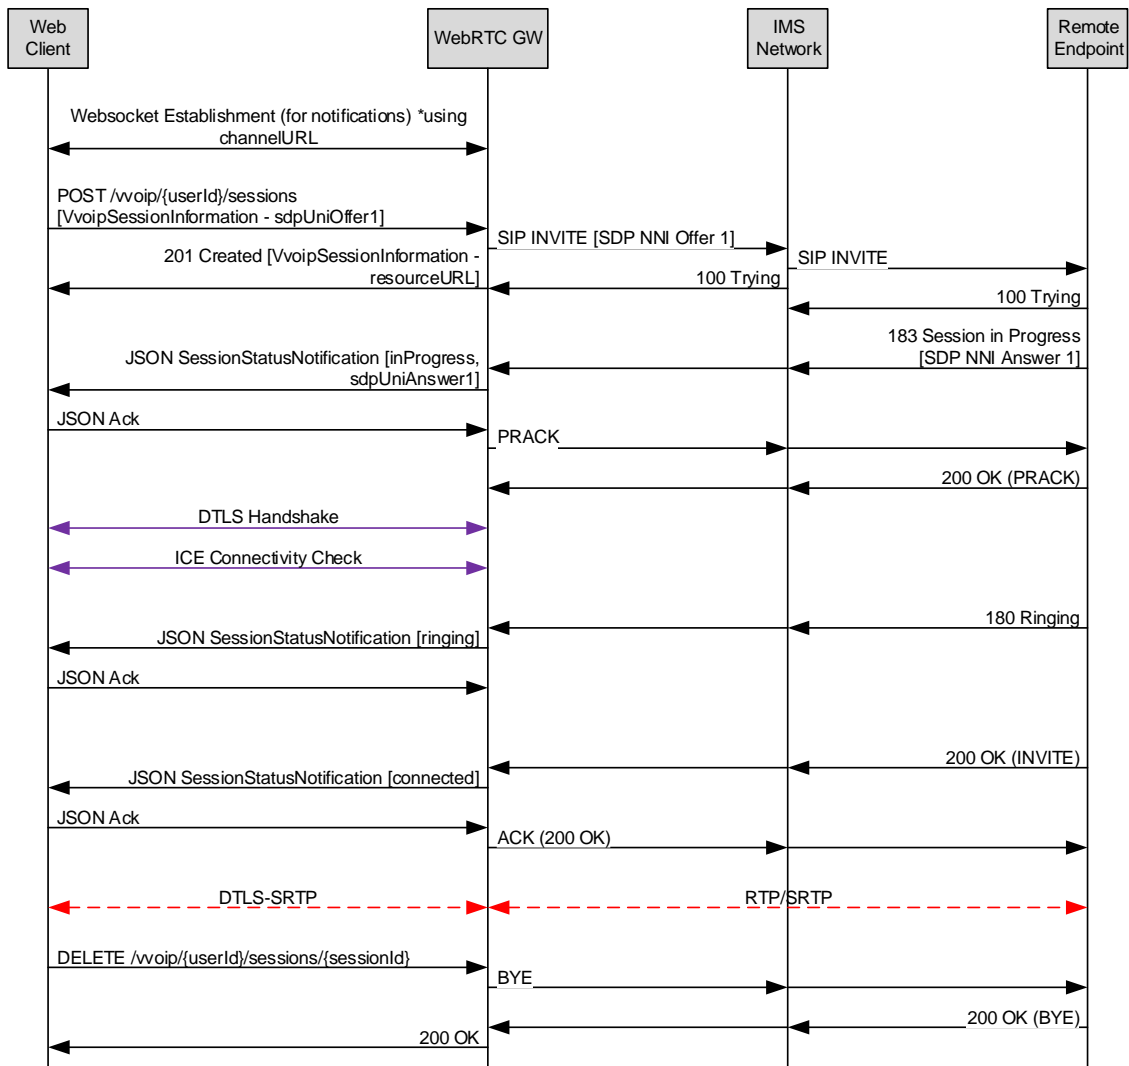 Web
Client
WebRTC GW
IMS
Network
Remote
Endpoint
Websocket Establishment (for notifications) *using
channelURL
POST /vvoip/{userId}/sessions
[VvoipSessionInformation - sdpUniOffer1]
SIP INVITE [SDP NNI Offer 1]
201 Created [VvoipSessionInformation -
resourceURL]
SIP INVITE
100 Trying
100 Trying
183 Session in Progress
[SDP NNI Answer 1]
JSON SessionStatusNotification [inProgress,
sdpUniAnswer1]
JSON Ack
PRACK
200 OK (PRACK)
DTLS Handshake
ICE Connectivity Check
180 Ringing
JSON SessionStatusNotification [ringing]
JSON Ack
200 OK (INVITE)
JSON SessionStatusNotification [connected]
JSON Ack
ACK (200 OK)
DTLS-SRTP
RTP/SRTP
DELETE /vvoip/{userId}/sessions/{sessionId}
BYE
200 OK (BYE)
200 OK